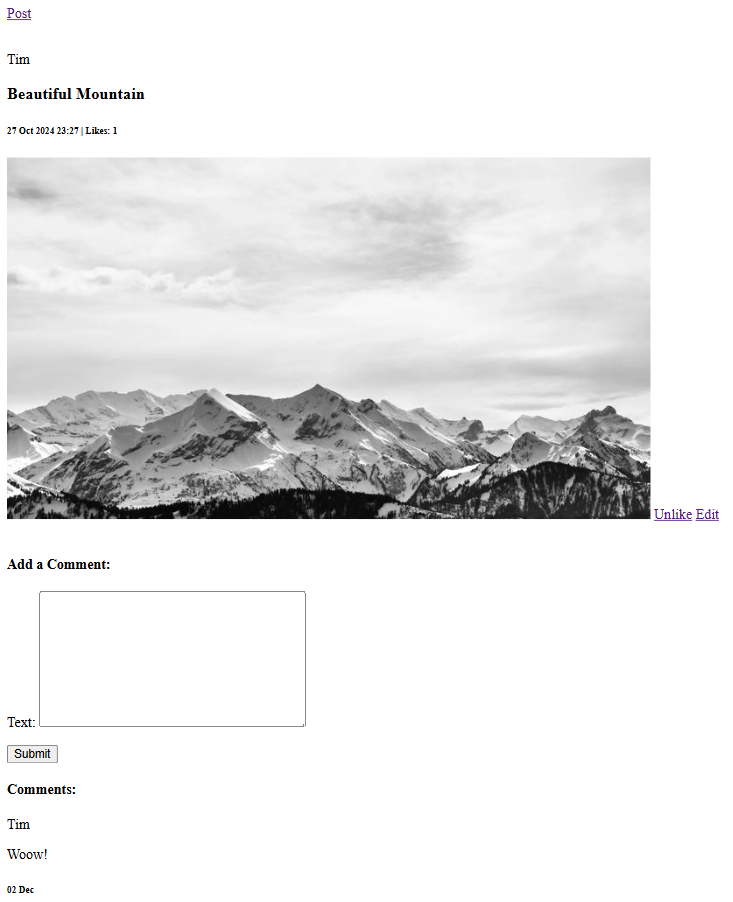 Post
Tim
Beautiful Mountain
27 Oct 2024 23:27 | Likes: 1
Unlike Edit
Add a Comment:
Text:
Submit
Comments:
Tim
Woow!
02 Dec